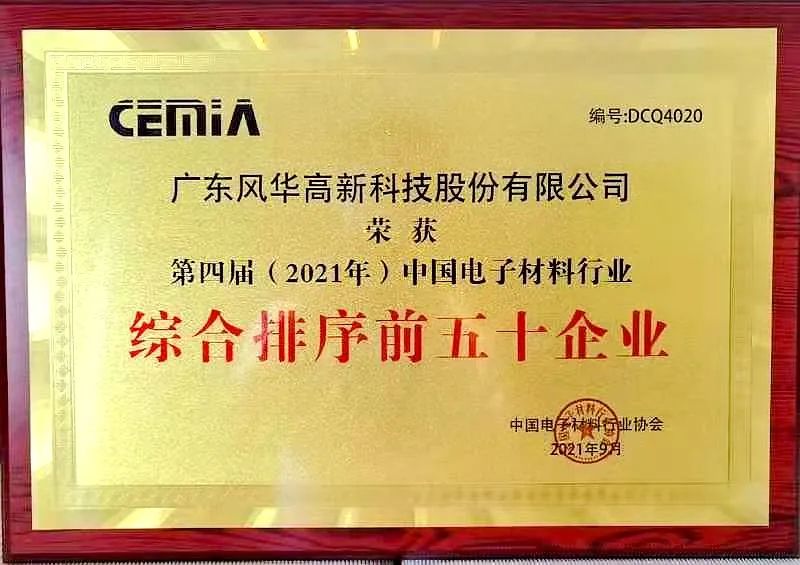 CEMiA
编号:DCQ4020
广东风华高新科技股份有限公司
荣 获
第四届（2021年）中国电子材料行业
综合排序前五十企业
中国电子材料行业协会
2021年9月